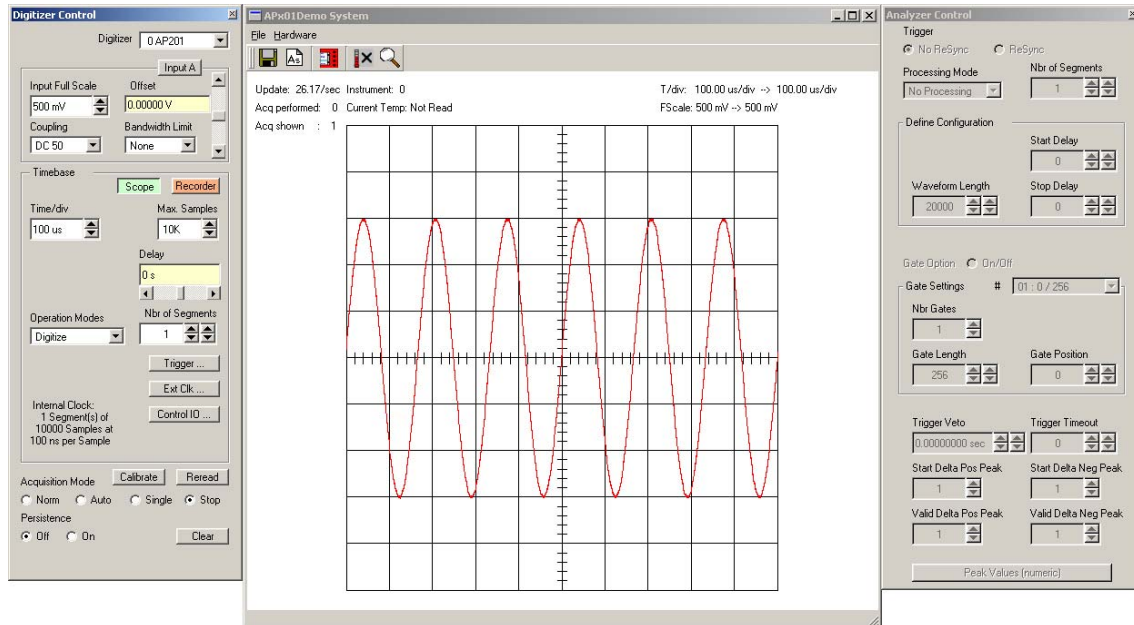 Digitizer Control
Digitizer 0 AP201
Input A
Input Full Scale Offset
500 mV 0.00000 V
Coupling Bandwidth Limit
DC 50 None
Timebase
Scope Recorder
Time/div Max. Samples
100 us 10K
Delay
0 s
Operation Modes Nbr of Segments
Digitize 1
Trigger ...
Ext Clk ...
Internal Clock:
1 Segment(s) of
10000 Samples at
100 ns per Sample
Control IO ...
Acquisition Mode Calibrate Reread
Norm Auto Single Stop
Persistence
Off On Clear
APx01Demo System
File Hardware
As
Update: 26.17/sec Instrument: 0 T/div: 100.00 us/div --> 100.00 us/div
Acq performed: 0 Current Temp: Not Read FScale: 500 mV --> 500 mV
Acq shown : 1
Analyzer Control
Trigger
No ReSync ReSync
Processing Mode Nbr of Segments
No Processing 1
Define Configuration
Start Delay
0
Waveform Length Stop Delay
20000 0
Gate Option On/Off
Gate Settings # 01 : 0 / 256
Nbr Gates
1
Gate Length Gate Position
256 0
Trigger Veto Trigger Timeout
0.00000000 sec 0
Start Delta Pos Peak Start Delta Neg Peak
1 1
Valid Delta Pos Peak Valid Delta Neg Peak
1 1
Peak Values (numeric)